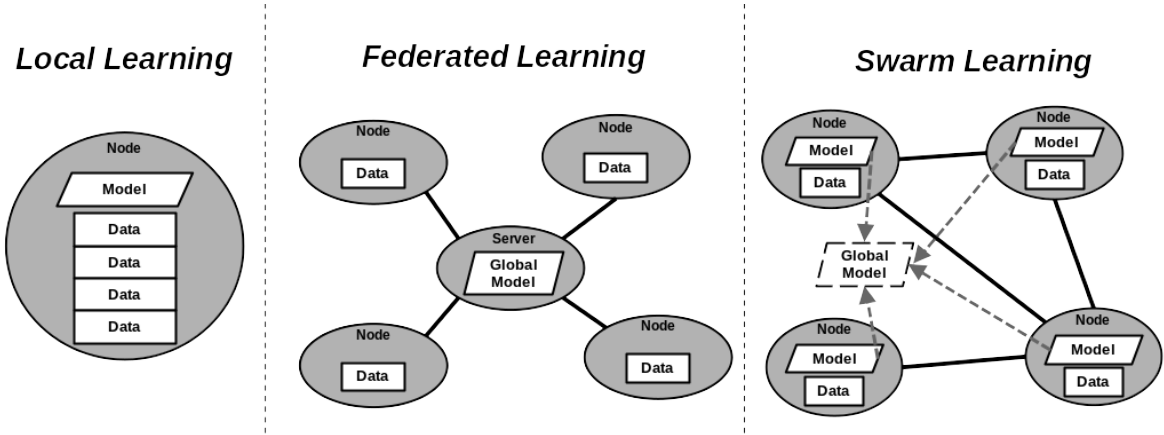 Local Learning
Node
Model
Data
Data
Data
Data
Federated Learning
Node
Data
Node
Data
Server
Global
Model
Node
Data
Node
Data
Swarm Learning
Node
Model
Data
Node
Model
Data
Global
Model
Node
Model
Data
Node
Model
Data